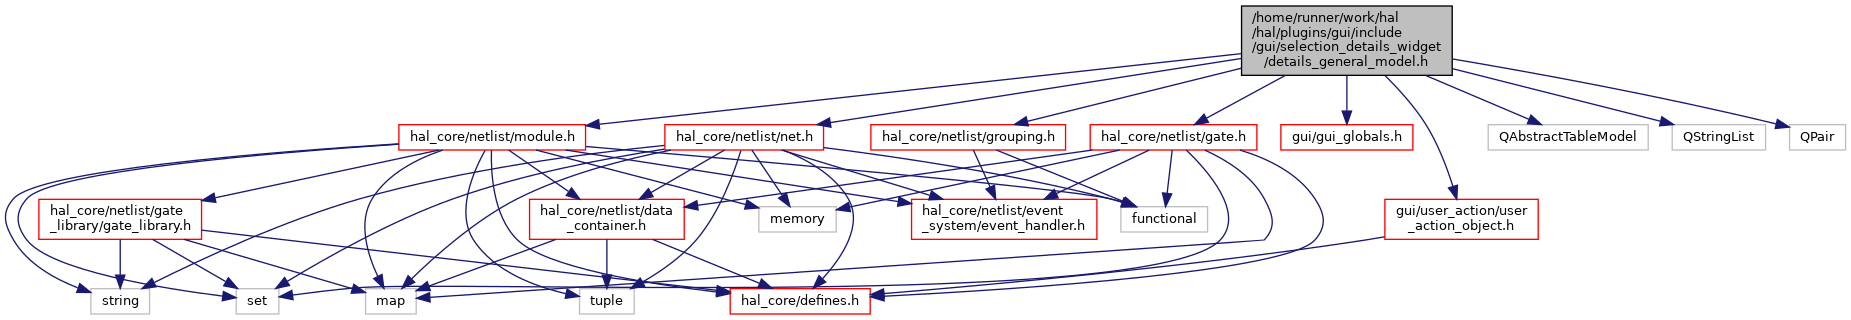 /home/runner/work/hal
/hal/plugins/gui/include
/gui/selection_details_widget
/details_general_model.h
hal_core/netlist/module.h
hal_core/netlist/net.h
hal_core/netlist/grouping.h
hal_core/netlist/gate.h
gui/gui_globals.h
QAbstractTableModel
QStringList
QPair
hal_core/netlist/gate
_library/gate_library.h
hal_core/netlist/data
_container.h
memory
hal_core/netlist/event
_system/event_handler.h
functional
gui/user_action/user
_action_object.h
string
set
map
tuple
hal_core/defines.h